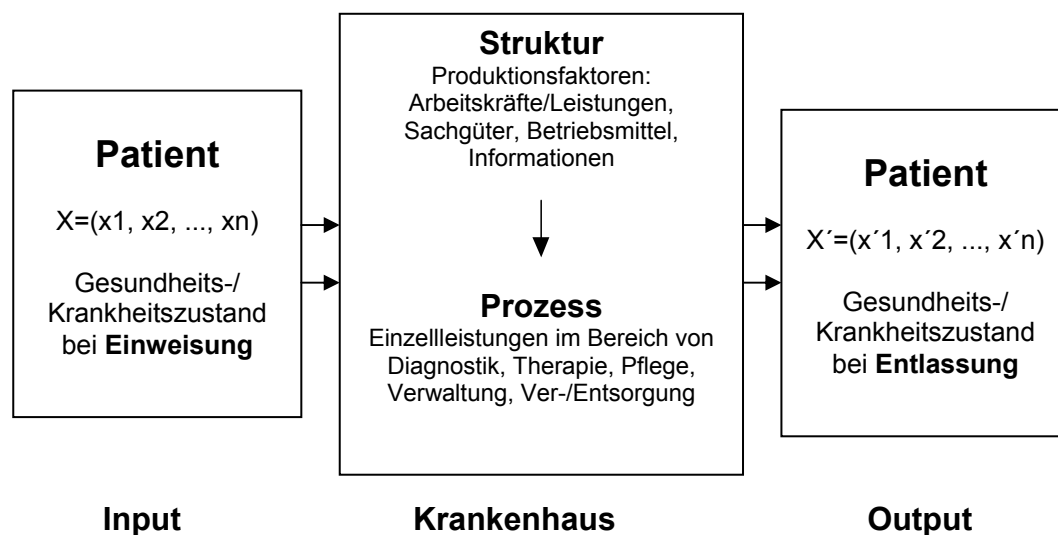 Patient
X=(x1, x2, ..., xn)
Gesundheits-/
Krankheitszustand
bei Einweisung
Struktur
Produktionsfaktoren:
Arbeitskräfte/Leistungen,
Sachgüter, Betriebsmittel,
Informationen
Prozess
Einzelleistungen im Bereich von
Diagnostik, Therapie, Pflege,
Verwaltung, Ver-/Entsorgung
Patient
X´=(x´1, x´2, ..., x´n)
Gesundheits-/
Krankheitszustand
bei Entlassung
Input
Krankenhaus
Output